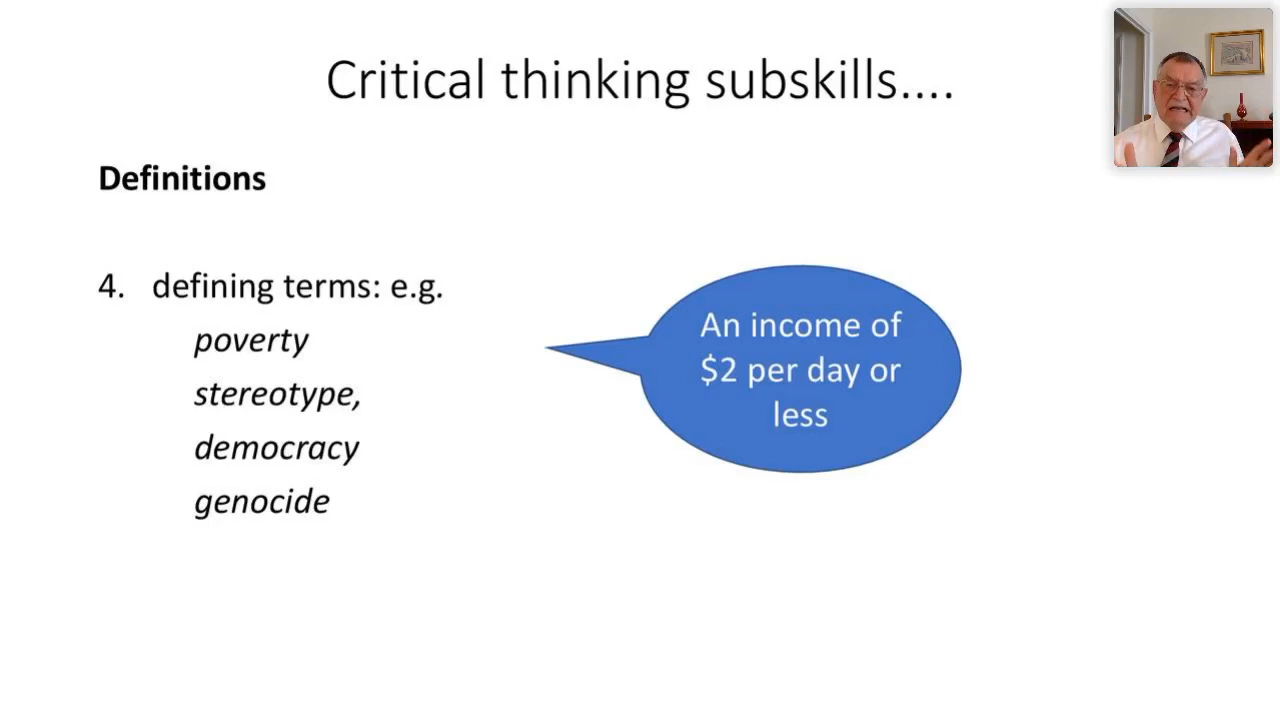 Critical thinking subskills....
Definitions
4. defining terms: e.g.
poverty
stereotype,
democracy
genocide
An income of
$2 per day or
less